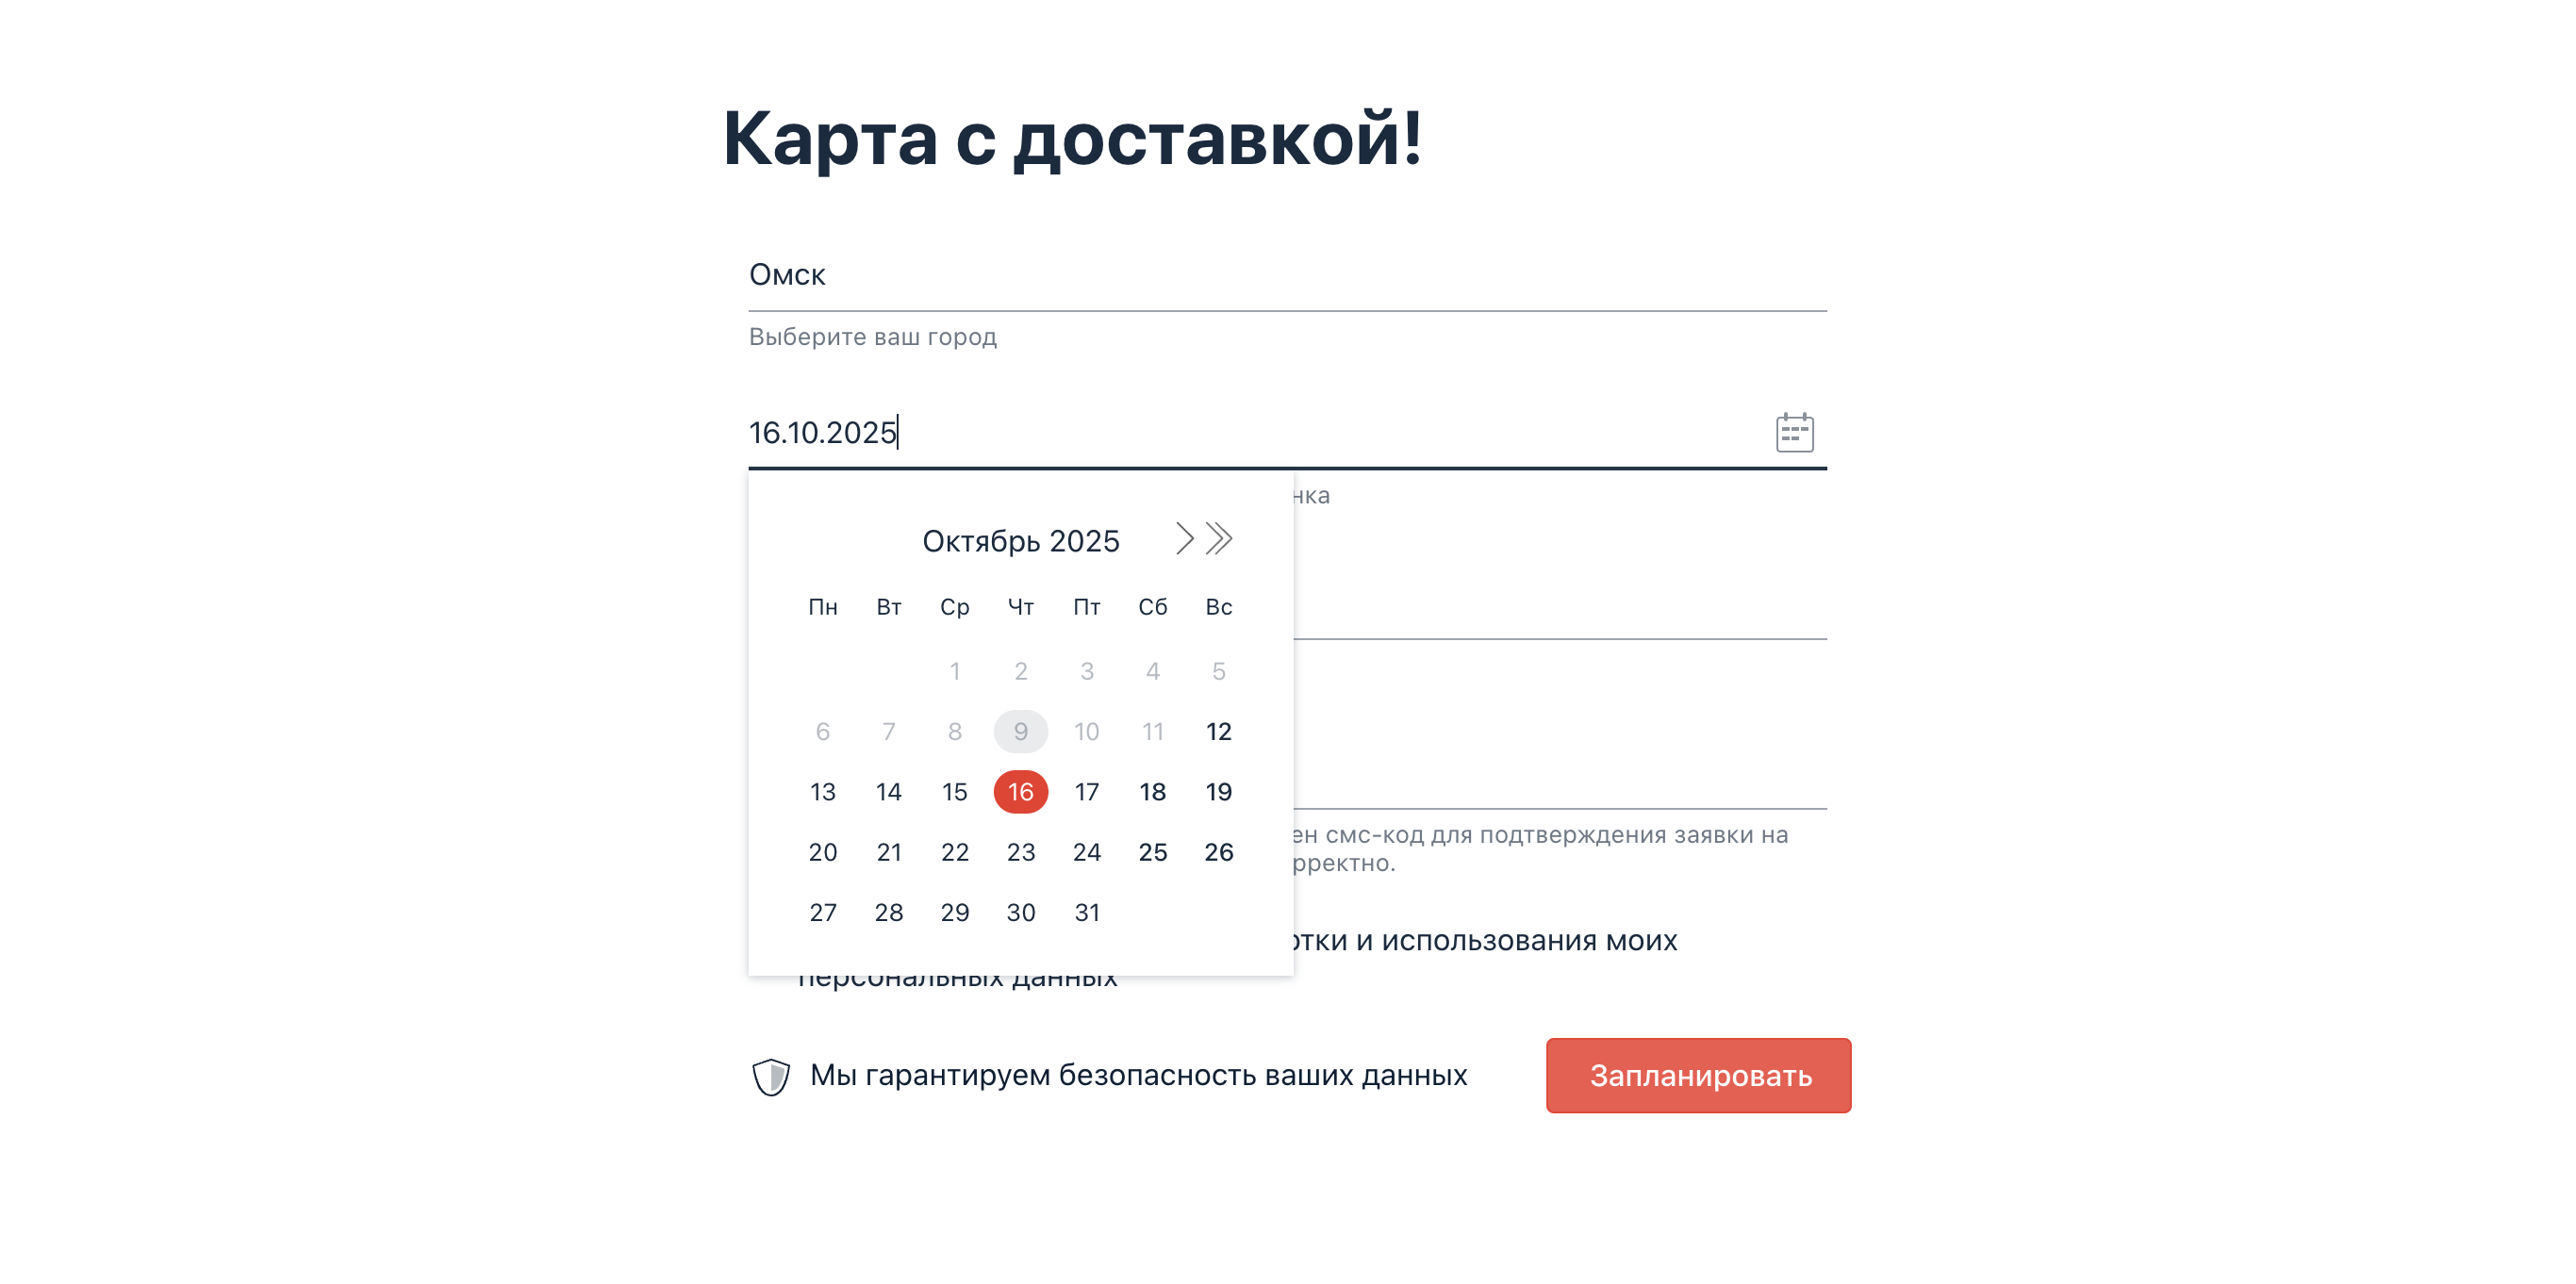 Карта с доставкой!
Омск
Выберите ваш город
16.10.2025
Октябрь 2025
Пн Вт Ср Чт Пт Сб Вс
1 2 3 4 5
6 7 8 9 10 11 12
13 14 15 16 17 18 19
20 21 22 23 24 25 26
27 28 29 30 31
нка
ен смс-код для подтверждения заявки на
рректно.
отки и использования моих
персональных данных
Мы гарантируем безопасность ваших данных
Запланировать